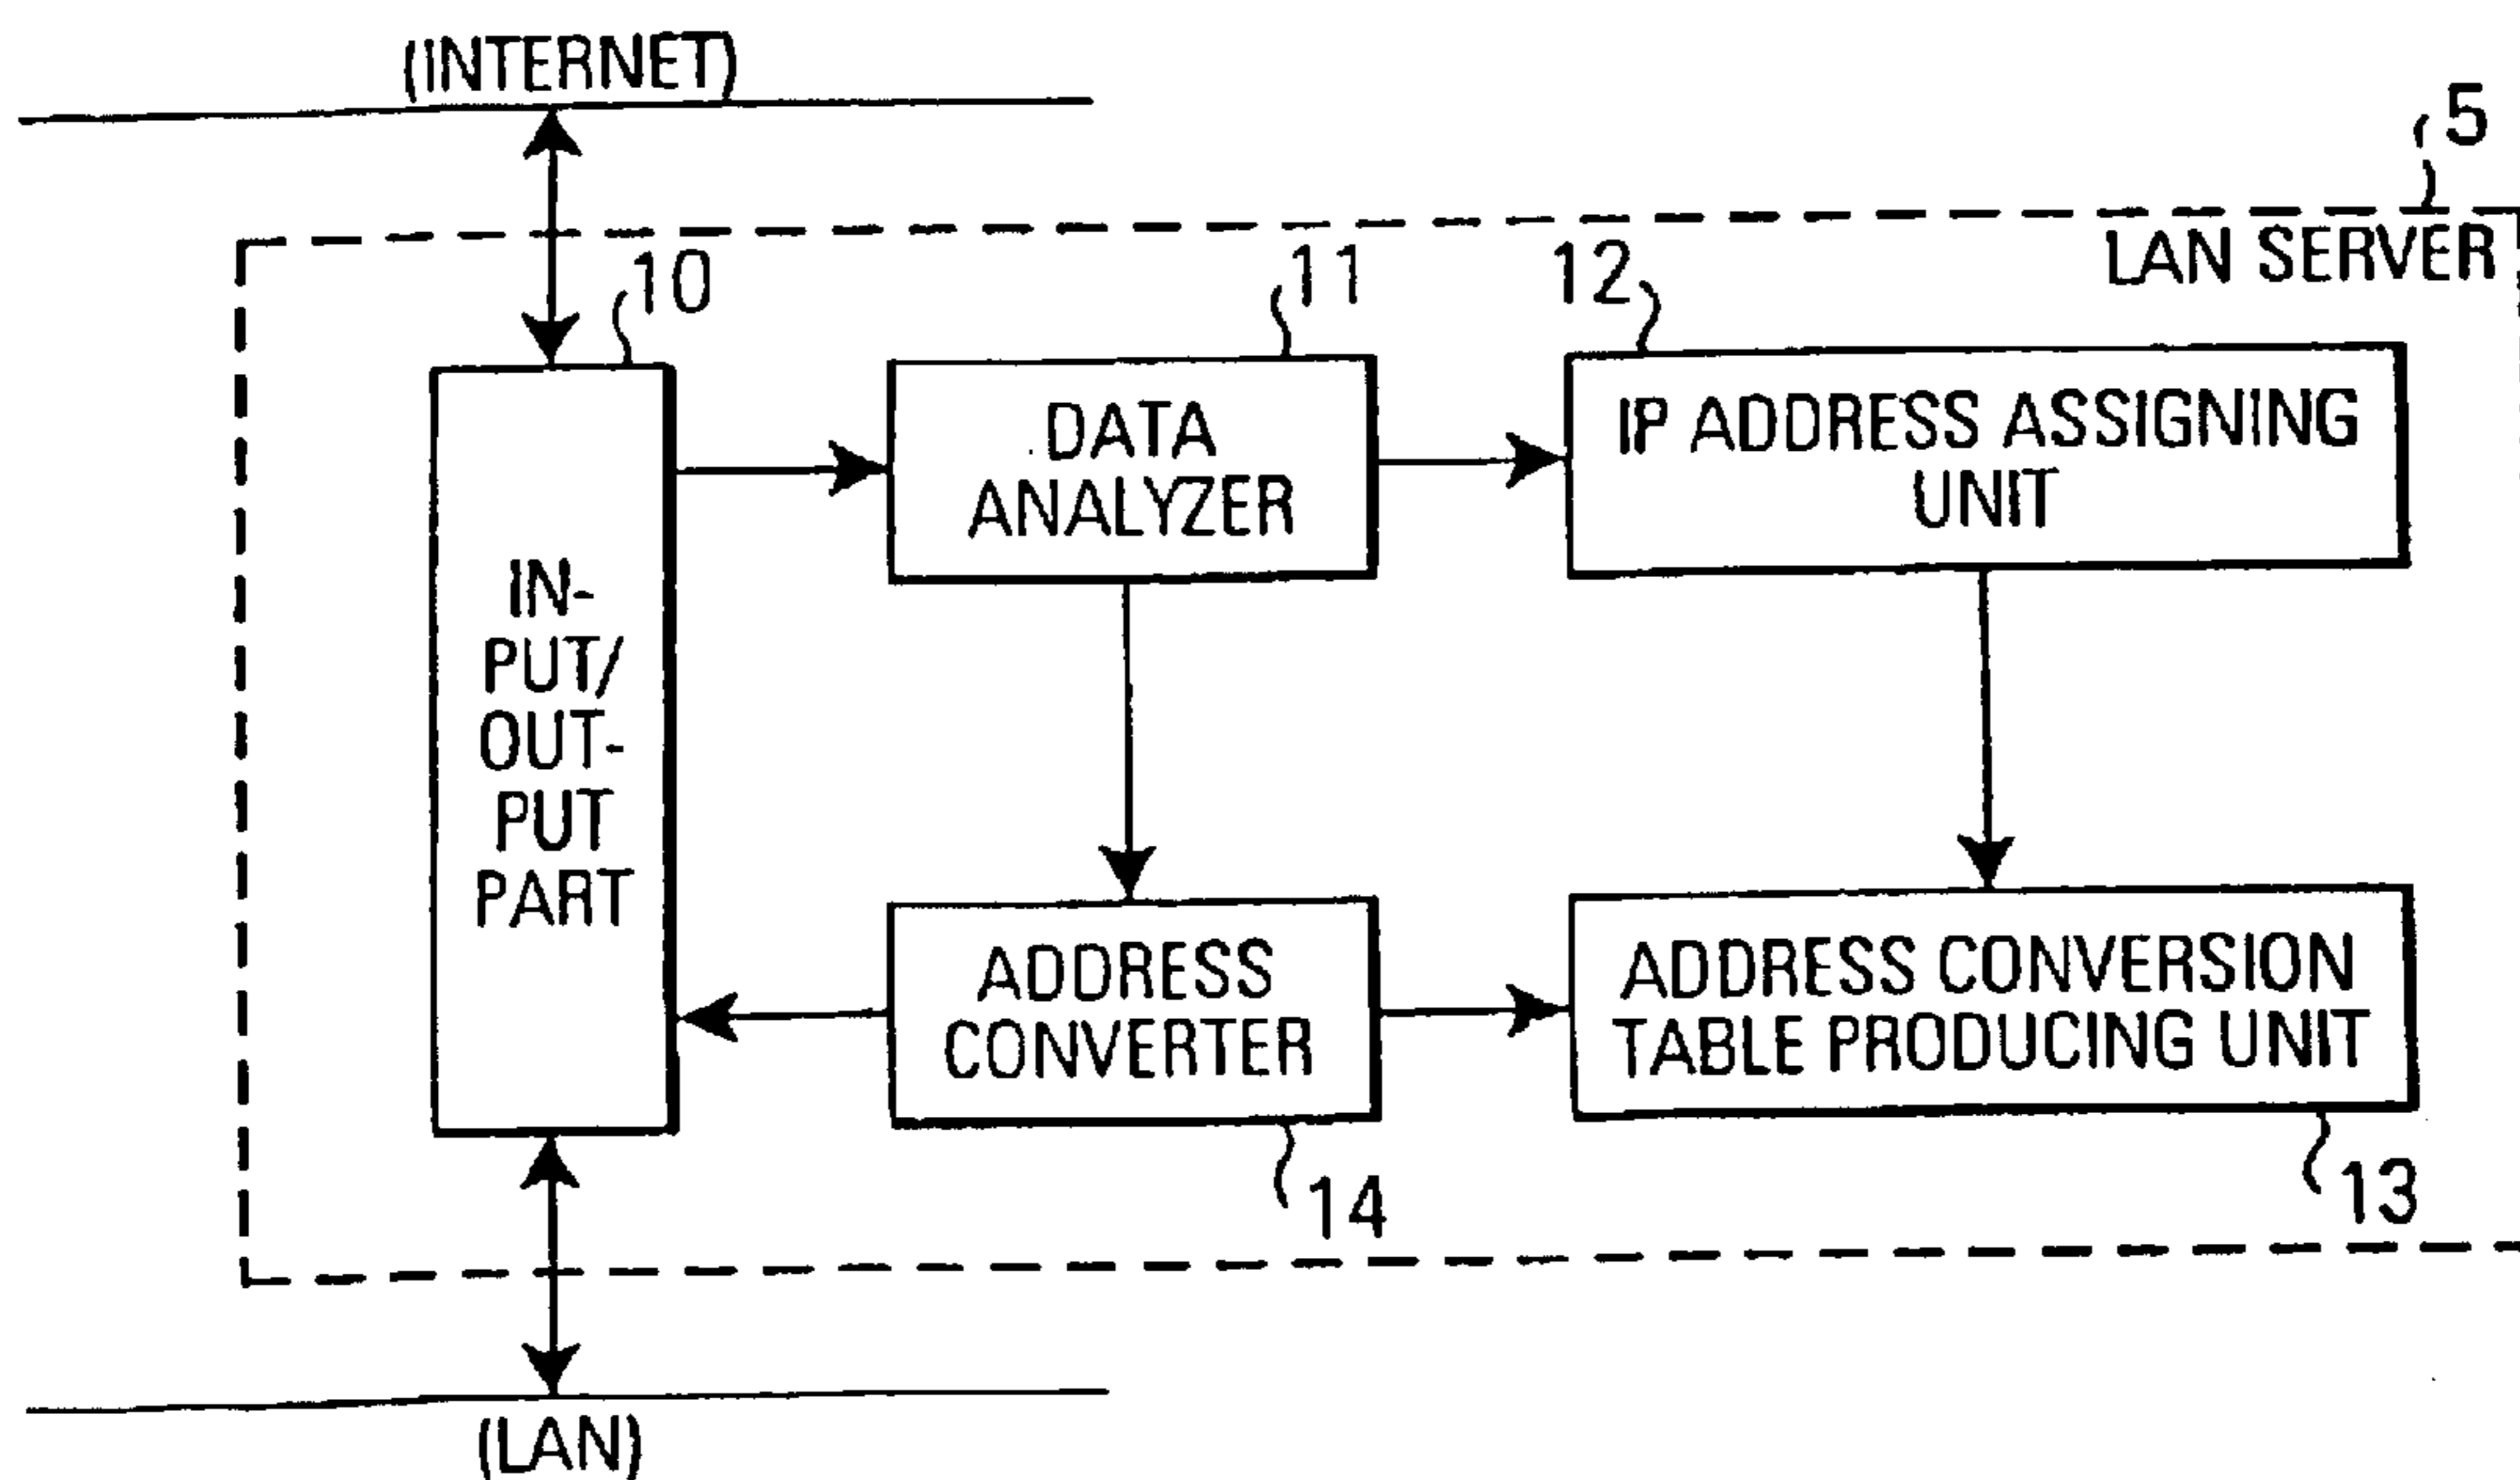 (INTERNET)
5
LAN SERVER
10
11
12
DATA
ANALYZER
IP ADDRESS ASSIGNING
UNIT
IN-
PUT/
OUT-
PUT
PART
ADDRESS
CONVERTER
ADDRESS CONVERSION
TABLE PRODUCING UNIT
14
13
(LAN)